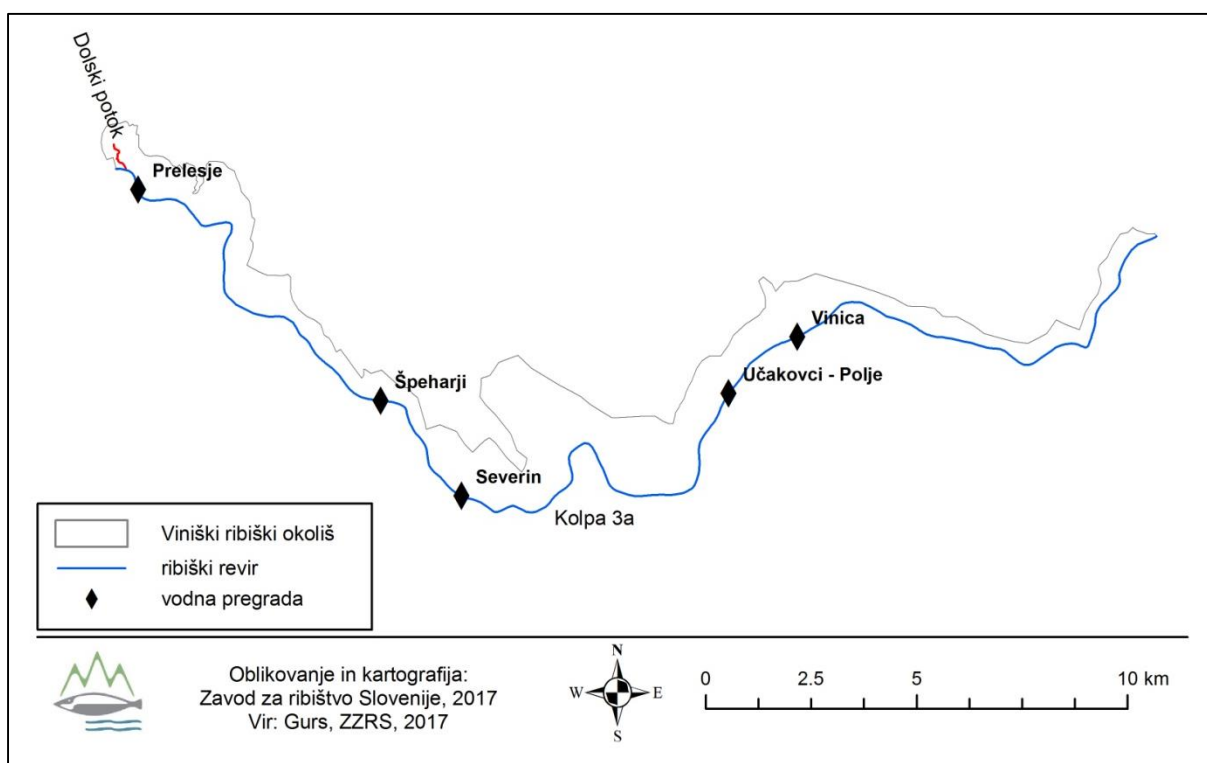 Dolski potok
Prelesje
Špeharji
Severin
Kolpa 3a
Učakovci - Polje
Vinica
Viniški ribiški okoliš
ribiški revir
vodna pregrada
Oblikovanje in kartografija:
Zavod za ribištvo Slovenije, 2017
Vir: Gurs, ZZRS, 2017
N
W E
S
0 2.5 5 10 km